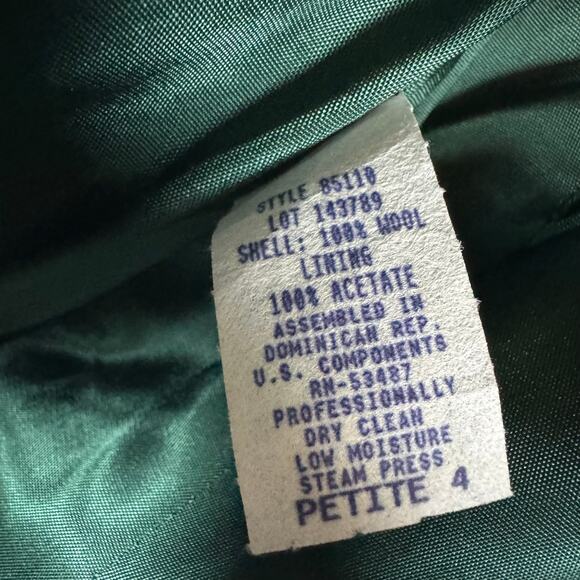 STYLE 85110
LOT 143789
SHELL: 100% WOOL
LINING
100% ACETATE
ASSEMBLED IN
DOMINICAN REP.
U.S. COMPONENTS
RN-53487
PROFESSIONALLY
DRY CLEAN
LOW MOISTURE
STEAM PRESS
PETITE 4